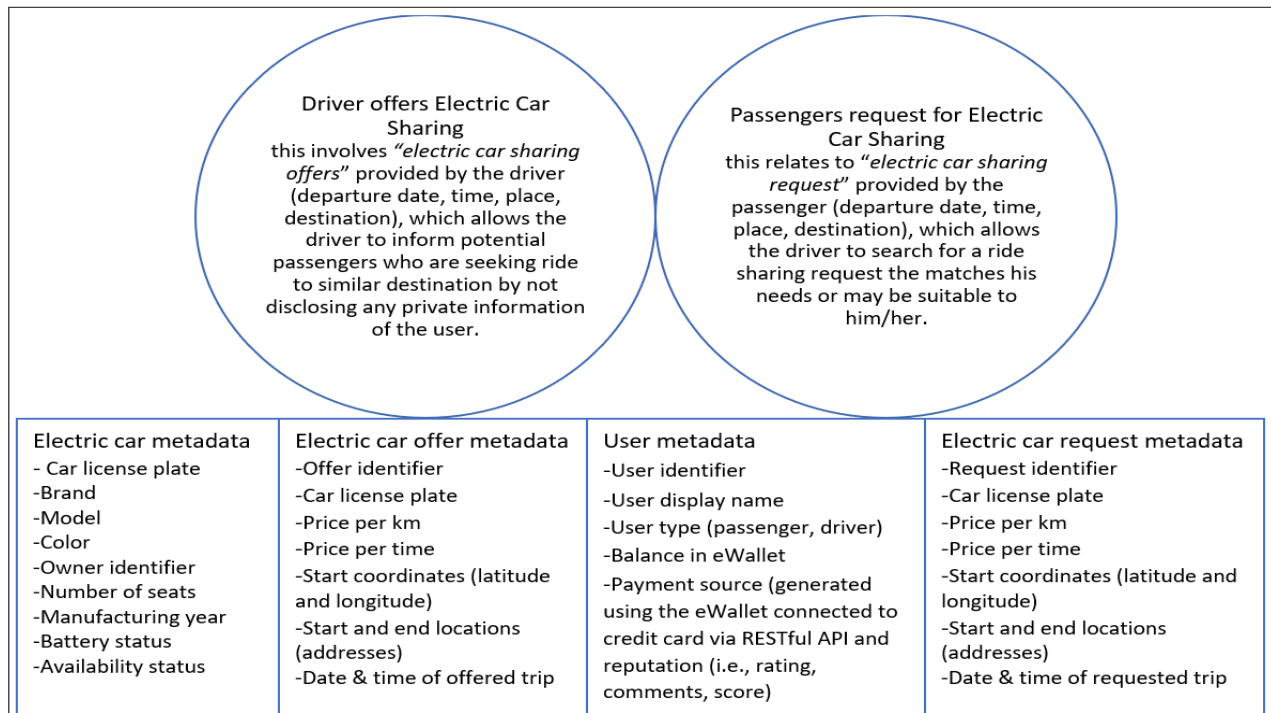 Driver offers Electric Car
Sharing
this involves “electric car sharing
offers” provided by the driver
(departure date, time, place,
destination), which allows the
driver to inform potential
passengers who are seeking ride
to similar destination by not
disclosing any private information
of the user.
Passengers request for Electric
Car Sharing
this relates to “electric car sharing
request” provided by the
passenger (departure date, time,
place, destination), which allows
the driver to search for a ride
sharing request the matches his
needs or may be suitable to
him/her.
Electric car metadata
- Car license plate
-Brand
-Model
-Color
-Owner identifier
-Number of seats
-Manufacturing year
-Battery status
-Availability status
Electric car offer metadata
-Offer identifier
-Car license plate
-Price per km
-Price per time
-Start coordinates (latitude
and longitude)
-Start and end locations
(addresses)
-Date & time of offered trip
User metadata
-User identifier
-User display name
-User type (passenger, driver)
-Balance in eWallet
-Payment source (generated
using the eWallet connected to
credit card via RESTful API and
reputation (i.e., rating,
comments, score)
Electric car request metadata
-Request identifier
-Car license plate
-Price per km
-Price per time
-Start coordinates (latitude and
longitude)
-Start and end locations
(addresses)
-Date & time of requested trip